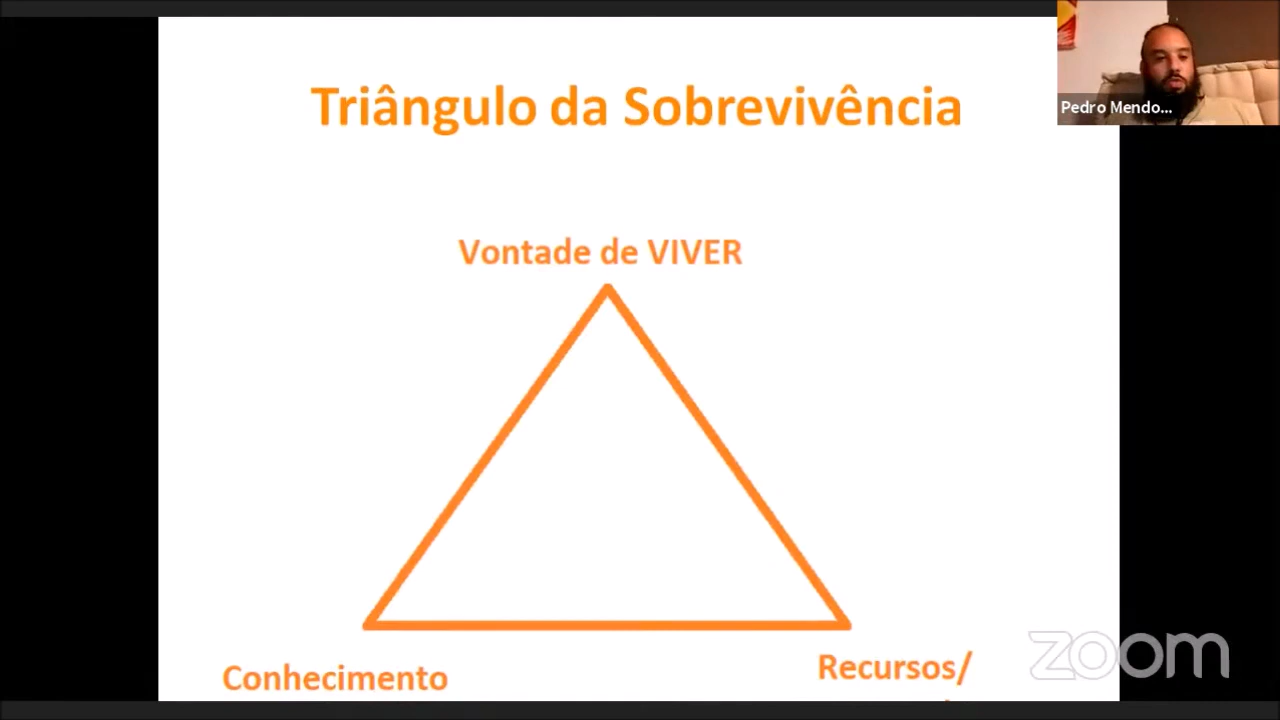 Triângulo da Sobrevivência
Pedro Mendo...
Vontade de VIVER
Conhecimento
Recursos/
zoom